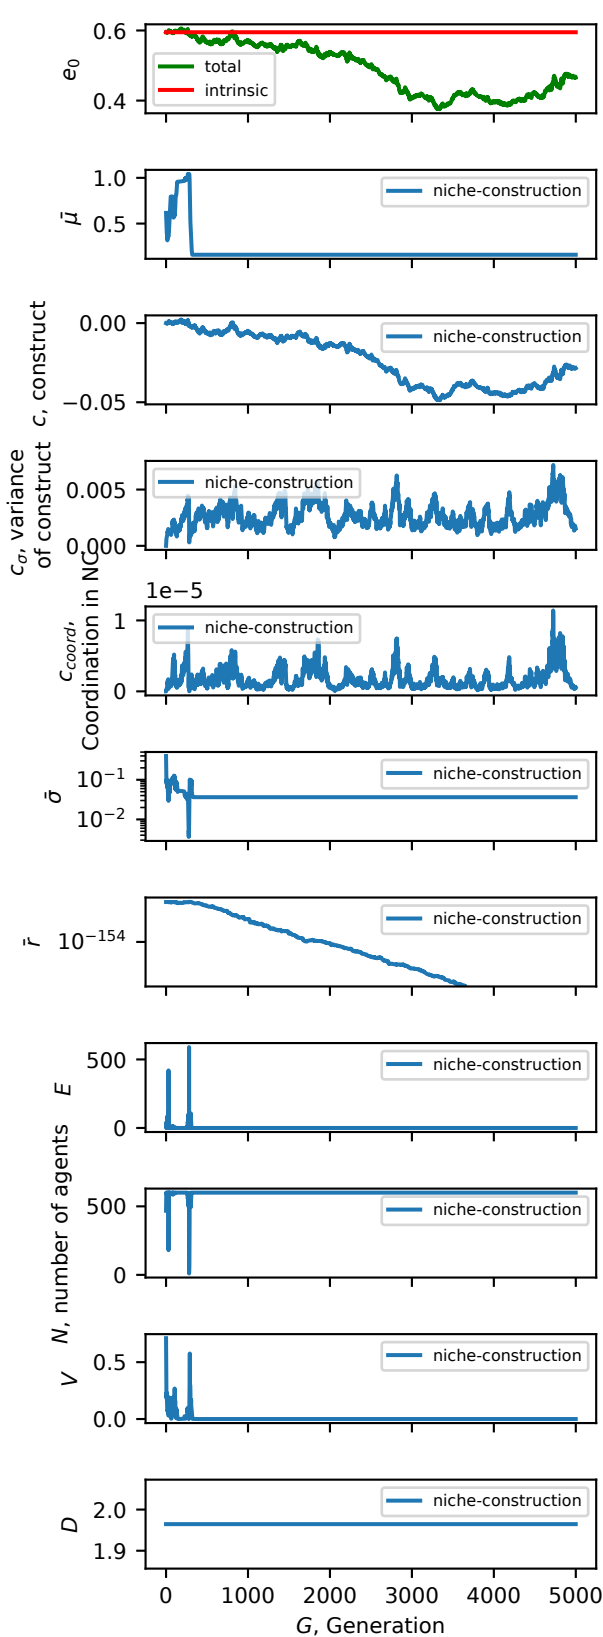 0.6
0.4
e₀
total
intrinsic
1.0
0.5
μ̄
niche-construction
0.00
−0.05
c, construct
niche-construction
0.005
0.000
c_σ, variance
of construct
niche-construction
1e−5
1
0
c_coord,
Coordination in NC
niche-construction
10⁻¹
10⁻²
σ̄
niche-construction
10⁻¹⁵⁴
r̄
niche-construction
500
0
E
niche-construction
500
0
N, number of agents
niche-construction
0.5
0.0
V
niche-construction
2.0
1.9
D
niche-construction
0 1000 2000 3000 4000 5000
G, Generation